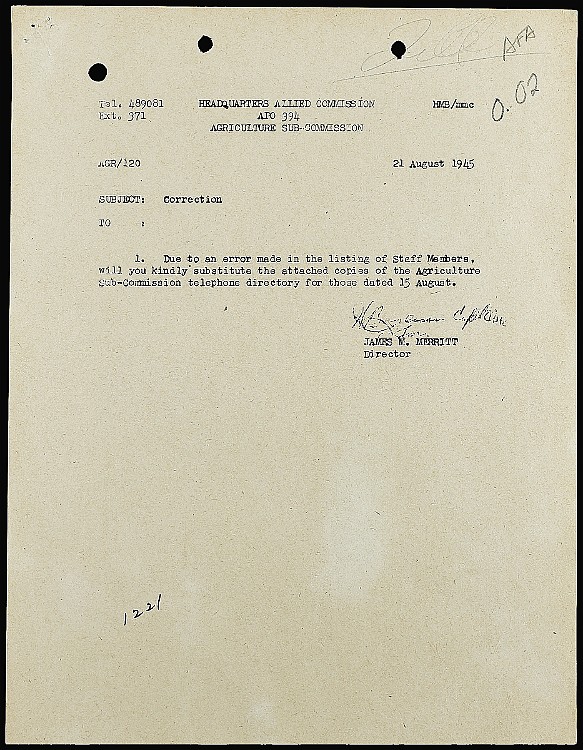 AFA
0.02
Tel. 489081 HEADQUARTERS ALLIED COMMISSION HMB/mmc
Ext. 371 APO 394
AGRICULTURE SUB-COMMISSION
AGR/120 21 August 1945
SUBJECT: Correction
TO :
1. Due to an error made in the listing of Staff Members,
will you kindly substitute the attached copies of the Agriculture
Sub-Commission telephone directory for those dated 15 August.
for
JAMES M. MERRITT
Director
1221